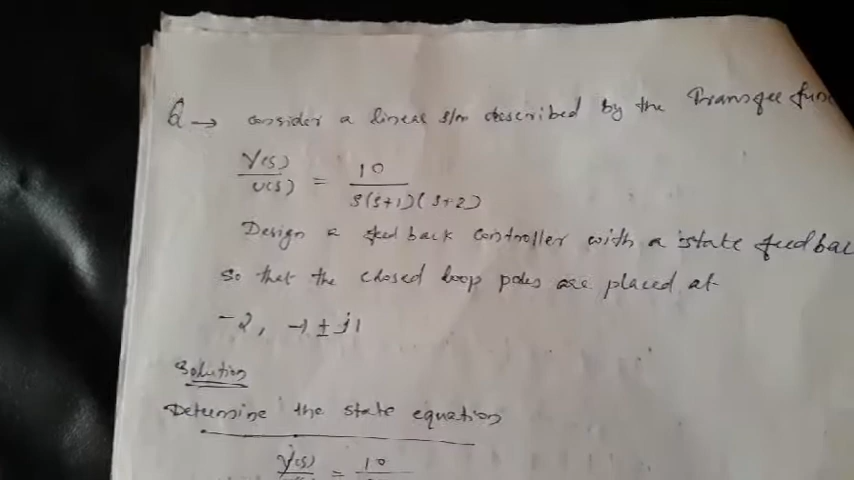 Q → consider a linear s/m described by the Transfer func
Y(s)/U(s) = 10/s(s+1)(s+2)
Design a feed back controller with a state feedbac
so that the closed loop poles are placed at
-2, -1 ± j1
Solution
Determine the state equation
Y(s) = 10